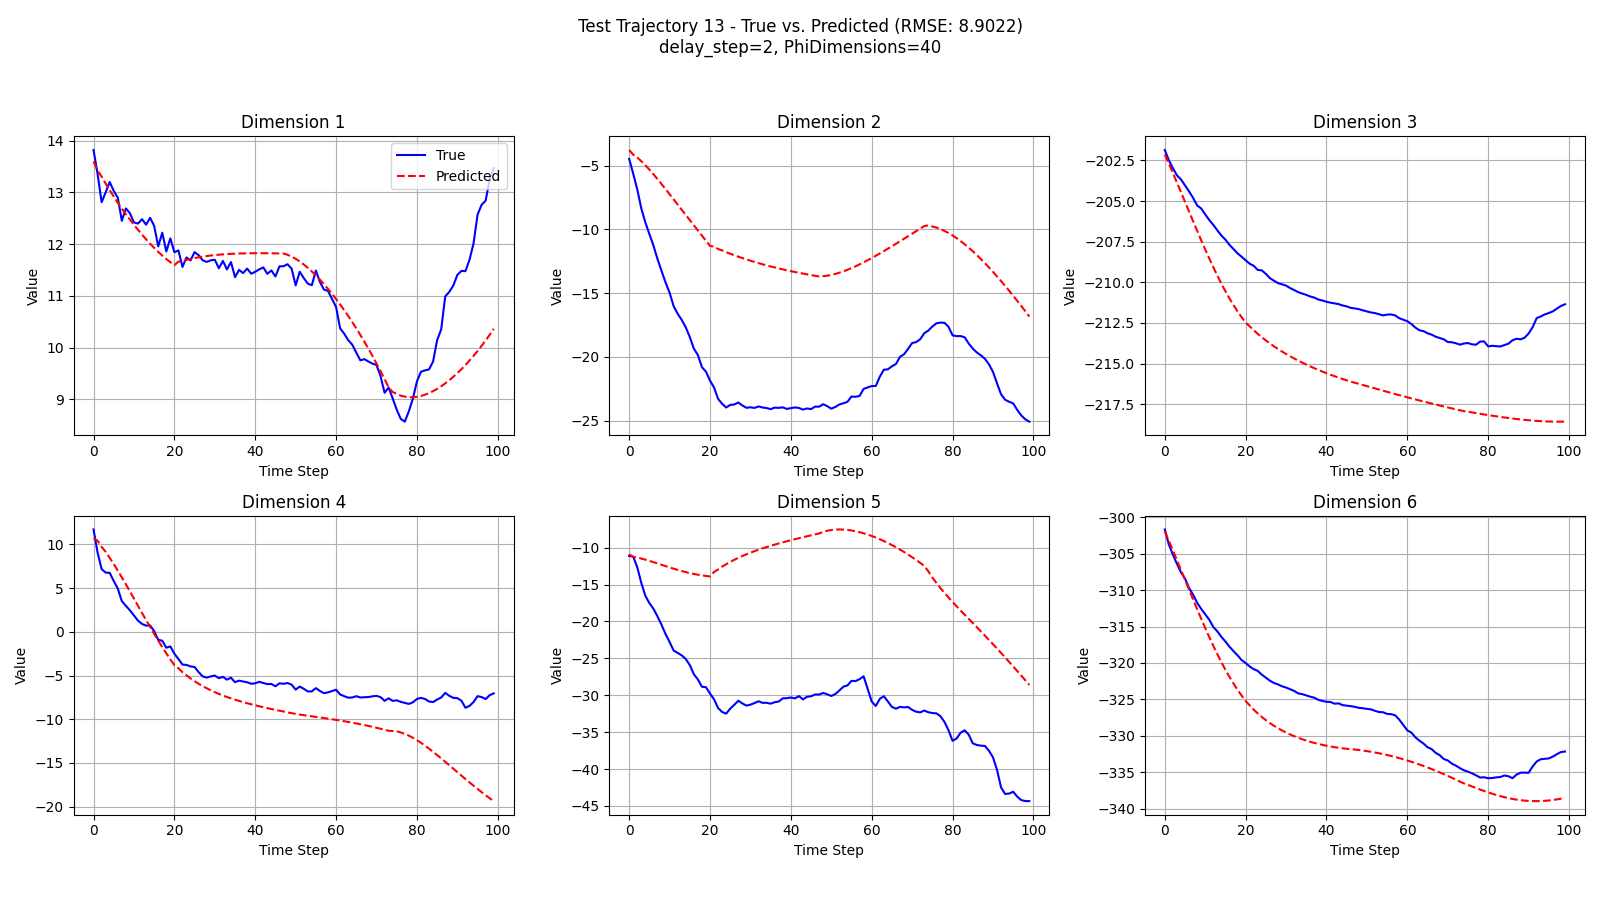 Test Trajectory 13 - True vs. Predicted (RMSE: 8.9022)
delay_step=2, PhiDimensions=40
Dimension 1
14
13
12
11
10
9
Value
0 20 40 60 80 100
Time Step
True
Predicted
Dimension 2
−5
−10
−15
−20
−25
Value
0 20 40 60 80 100
Time Step
Dimension 3
−202.5
−205.0
−207.5
−210.0
−212.5
−215.0
−217.5
Value
0 20 40 60 80 100
Time Step
Dimension 4
10
5
0
−5
−10
−15
−20
Value
0 20 40 60 80 100
Time Step
Dimension 5
−10
−15
−20
−25
−30
−35
−40
−45
Value
0 20 40 60 80 100
Time Step
Dimension 6
−300
−305
−310
−315
−320
−325
−330
−335
−340
Value
0 20 40 60 80 100
Time Step